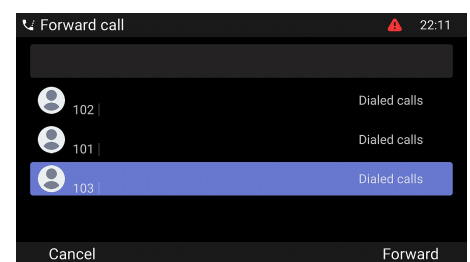 Forward call 22:11
102 | Dialed calls
101 | Dialed calls
103 | Dialed calls
Cancel Forward